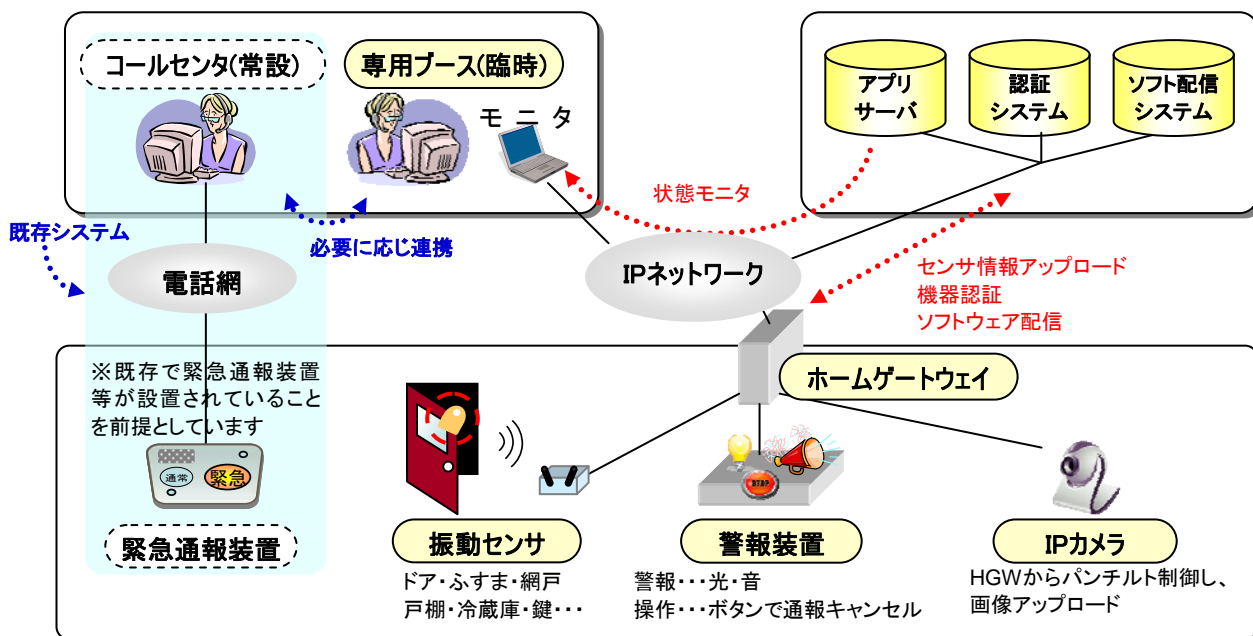 コールセンタ(常設)
専用ブース(臨時)
モニタ
アプリ
サーバ
認証
システム
ソフト配信
システム
状態モニタ
既存システム
必要に応じ連携
電話網
IPネットワーク
センサ情報アップロード
機器認証
ソフトウェア配信
※既存で緊急通報装置
等が設置されていること
を前提としています
ホームゲートウェイ
通常
緊急
STOP
緊急通報装置
振動センサ
警報装置
IPカメラ
ドア・ふすま・網戸
戸棚・冷蔵庫・鍵・・・
警報・・・光・音
操作・・・ボタンで通報キャンセル
HGWからパンチルト制御し、
画像アップロード